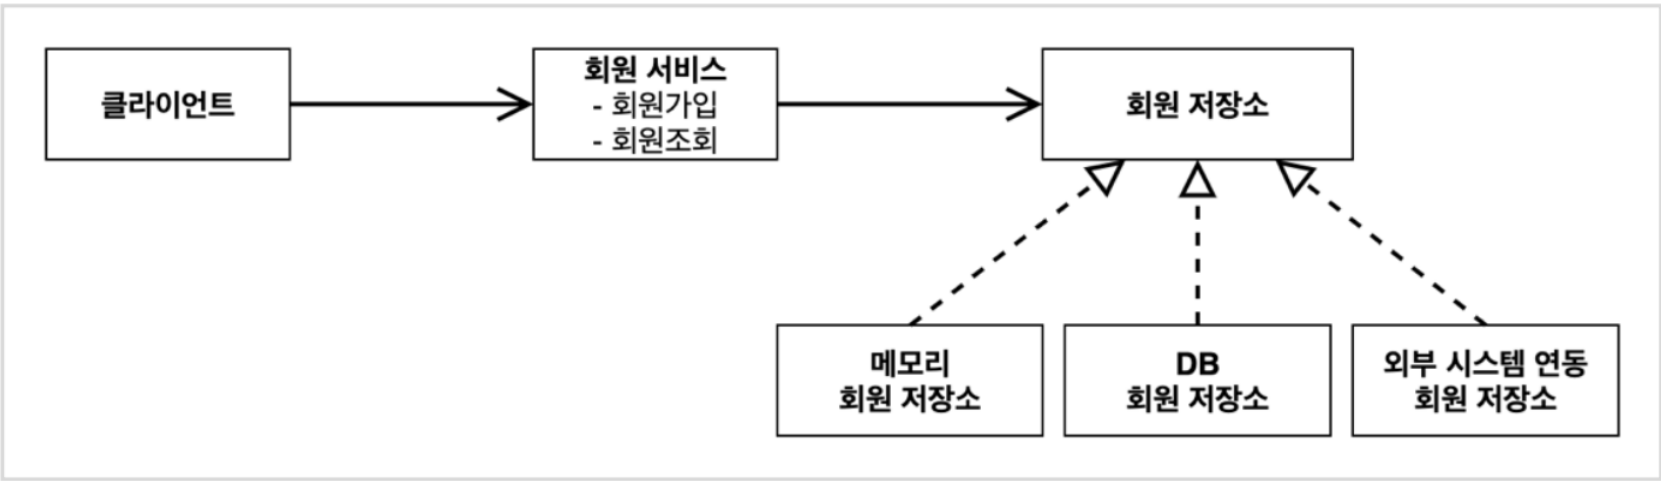 클라이언트
회원 서비스
- 회원가입
- 회원조회
회원 저장소
메모리
회원 저장소
DB
회원 저장소
외부 시스템 연동
회원 저장소